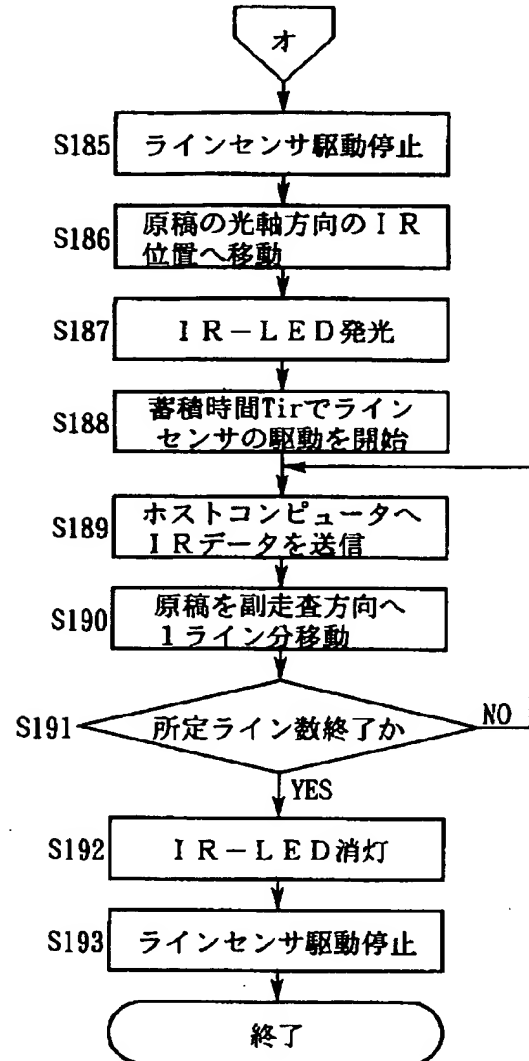 オ
S185
ラインセンサ駆動停止
S186
原稿の光軸方向のＩＲ
位置へ移動
S187
ＩＲ－ＬＥＤ発光
S188
蓄積時間Tirでライン
センサの駆動を開始
S189
ホストコンピュータへ
ＩＲデータを送信
S190
原稿を副走査方向へ
１ライン分移動
S191
所定ライン数終了か
NO
YES
S192
ＩＲ－ＬＥＤ消灯
S193
ラインセンサ駆動停止
終了